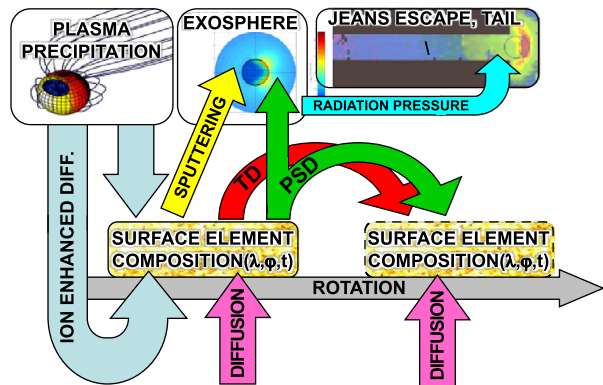 PLASMA
PRECIPITATION
EXOSPHERE
JEANS ESCAPE, TAIL
RADIATION PRESSURE
SPUTTERING
ION ENHANCED DIFF.
TD
PSD
SURFACE ELEMENT
COMPOSITION(λ,φ,t)
SURFACE ELEMENT
COMPOSITION(λ,φ,t)
ROTATION
DIFFUSION
DIFFUSION